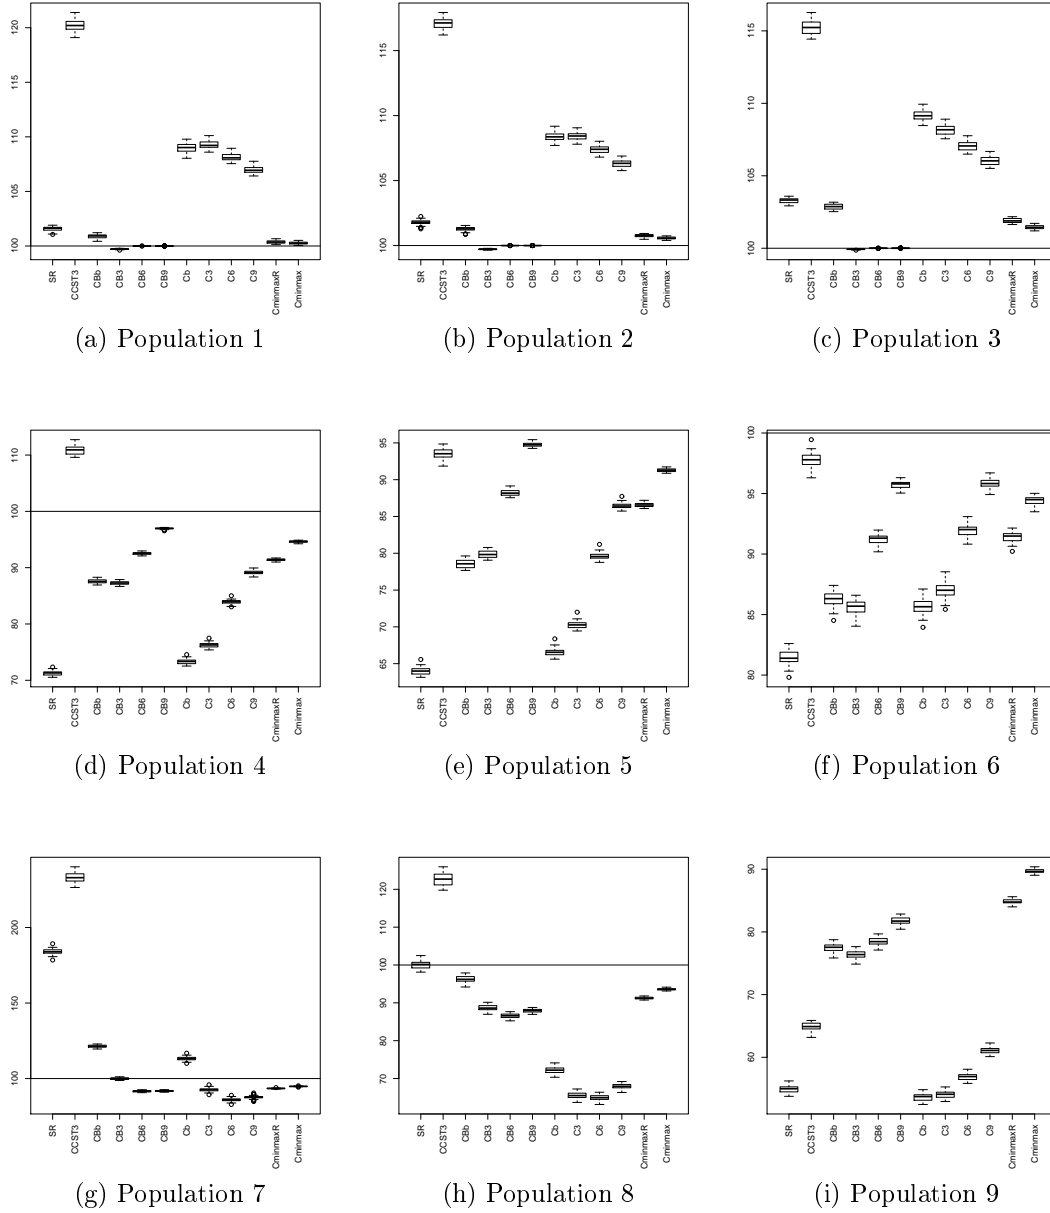 120
115
110
105
100
SR
CCST3
CBb
CB3
CB6
CB9
Cb
C3
C6
C9
CminmaxR
Cminmax
(a) Population 1
115
110
105
100
SR
CCST3
CBb
CB3
CB6
CB9
Cb
C3
C6
C9
CminmaxR
Cminmax
(b) Population 2
115
110
105
100
SR
CCST3
CBb
CB3
CB6
CB9
Cb
C3
C6
C9
CminmaxR
Cminmax
(c) Population 3
110
100
90
80
70
SR
CCST3
CBb
CB3
CB6
CB9
Cb
C3
C6
C9
CminmaxR
Cminmax
(d) Population 4
95
90
85
80
75
70
65
SR
CCST3
CBb
CB3
CB6
CB9
Cb
C3
C6
C9
CminmaxR
Cminmax
(e) Population 5
100
95
90
85
80
SR
CCST3
CBb
CB3
CB6
CB9
Cb
C3
C6
C9
CminmaxR
Cminmax
(f) Population 6
200
150
100
SR
CCST3
CBb
CB3
CB6
CB9
Cb
C3
C6
C9
CminmaxR
Cminmax
(g) Population 7
120
110
100
90
80
70
SR
CCST3
CBb
CB3
CB6
CB9
Cb
C3
C6
C9
CminmaxR
Cminmax
(h) Population 8
90
80
70
60
SR
CCST3
CBb
CB3
CB6
CB9
Cb
C3
C6
C9
CminmaxR
Cminmax
(i) Population 9